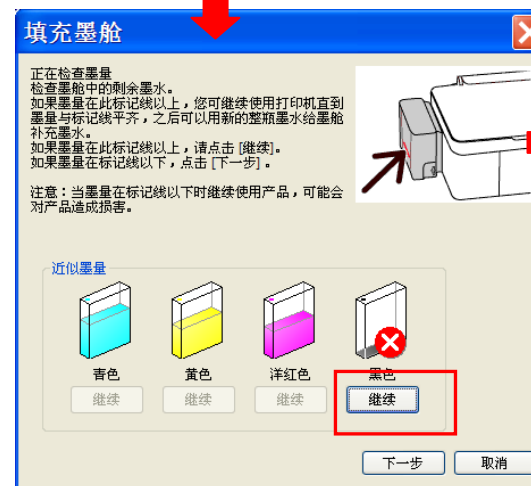 填充墨舱
正在检查墨量
检查墨舱中的剩余墨水。
如果墨量在此标记线以上，您可继续使用打印机直到
墨量与标记线平齐，之后可以用新的整瓶墨水给墨舱
补充墨水。
如果墨量在此标记线以上，请点击 [继续]。
如果墨量在标记线以下，点击 [下一步] 。
注意：当墨量在标记线以下时继续使用产品，可能会
对产品造成损害。
近似墨量
青色 黄色 洋红色 黑色
继续 继续 继续 继续
下一步 取消